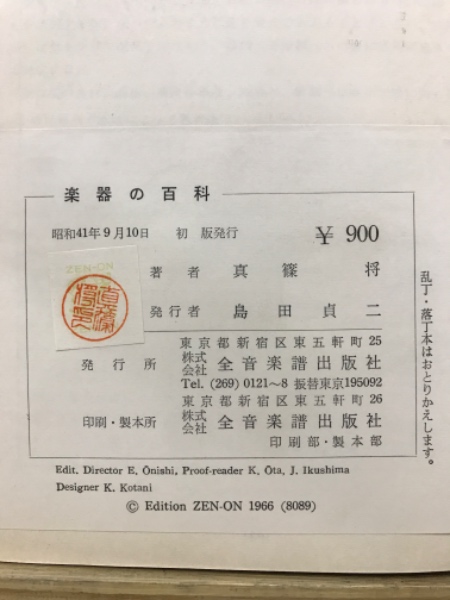 楽器の百科
昭和41年9月10日 初版発行 ¥900
ZEN-ON
著者 真篠将
発行者 島田貞二
東京都新宿区東五軒町25
発行所 株式会社 全音楽譜出版社
Tel. (269) 0121~8 振替東京195092
東京都新宿区東五軒町26
印刷・製本所 株式会社 全音楽譜出版社
印刷部・製本部
乱丁・落丁本はおとりかえします。
Edit. Director E. Ōnishi, Proof-reader K. Ōta, J. Ikushima
Designer K. Kotani
© Edition ZEN-ON 1966 (8089)